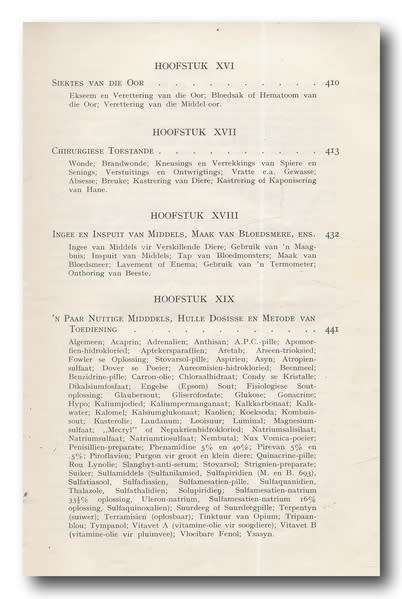 HOOFSTUK XVI
SIEKTES VAN DIE OOR . . . . . . . . . . 410
Ekseem en Verettering van die Oor; Bloedsak of Hematoom van
die Oor; Verettering van die Middel-oor.
HOOFSTUK XVII
CHIRURGIESE TOESTANDE . . . . . . . . . . 413
Wonde; Brandwonde; Kneusings en Verrekkings van Spiere en
Senings; Verstuitings en Ontwrigtings; Vratte e.a. Gewasse;
Absesse; Breuke; Kastrering van Diere; Kastrering of Kaponisering
van Hane.
HOOFSTUK XVIII
INGEE EN INSPUIT VAN MIDDELS, MAAK VAN BLOEDSMERE, ENS. 432
Ingee van Middels vir Verskillende Diere; Gebruik van 'n Maag-
buis; Inspuit van Middels; Tap van Bloedmonsters; Maak van
Bloedsmeer; Lavement of Enema; Gebruik van 'n Termometer;
Onthoring van Beeste.
HOOFSTUK XIX
'N PAAR NUTTIGE MIDDDELS, HULLE DOSISSE EN METODE VAN
TOEDIENING . . . . . . . . . . . . 441
Algemeen; Acaprin; Adrenalien; Anthisan; A.P.C.-pille; Apomor-
fien-hidrokloried; Aptekersparaffien; Aretab; Arseen-trioksied;
Fowler se Oplossing; Stovarsol-pille; Aspirien; Asyn; Atropien-
sulfaat; Dover se Poeier; Aureomisien-hidrokloried; Beenmeel;
Benzidrine-pille; Carron-olie; Chloraalhidraat; Condy se Kristalle;
Dikalsiumfosfaat; Engelse (Epsom) Sout; Fisiologiese Sout-
oplossing; Glaubersout; Gliserofosfate; Glukose; Gonacrine;
Hypo; Kaliumjodied; Kaliumpermanganaat; Kalkkarbonaat; Kalk-
water; Kalomel; Kalsiumglukonaat; Kaolien; Koeksoda; Kombuis-
sout; Kasterolie; Laudanum; Looisuur; Luminal; Magnesium-
sulfaat; ,,Mecryl" of Nepakrienhidrokloried; Natriumsalisilaat,
Natriumsulfaat; Natriumtiosulfaat; Nembutal; Nux Vomica-poeier;
Penisillien-preparate; Phenamidine 5% en 40%; Pirevan 5% en
.5%; Piroflavien; Purgon vir groot en klein diere; Quinacrine-pille;
Rou Lynolie; Slangbyt-anti-serum; Stovarsol; Strignien-preparate;
Suiker; Sulfamiddels (Sulfanilamied, Sulfapiridien (M. en B. 693),
Sulfatiasool, Sulfadiasien, Sulfamesatien-pille, Sulfaquanidien,
Thalazole, Sulfathalidien; Solupiridien; Sulfamesatien-natrium
33⅓% oplossing, Uleron-natrium, Sulfamesatien-natrium 16%
oplossing, Sulfaquinoxalien); Suurdeeg of Suurdeegpille; Terpentyn
(suiwer); Terramisien (oplosbaar); Tinktuur van Opium; Tripaan-
blou; Tympanol; Vitavet A (vitamine-olie vir soogdiere); Vitavet B
(vitamine-olie vir pluimvee); Vloeibare Fenol; Ysasyn.